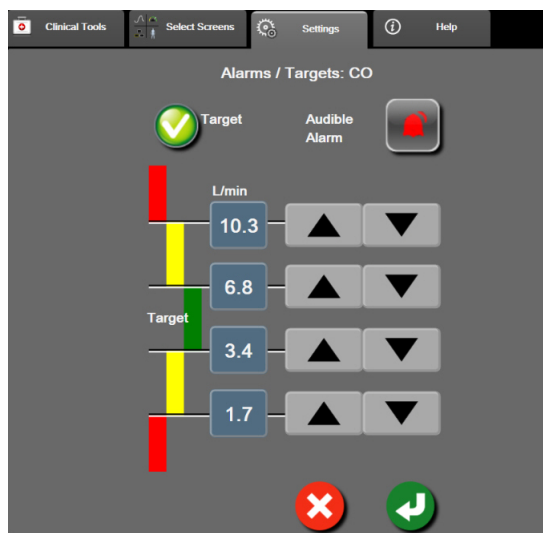 Clinical Tools
Select Screens
Settings
Help
Alarms / Targets: CO
Target
Audible
Alarm
L/min
10.3
6.8
Target
3.4
1.7